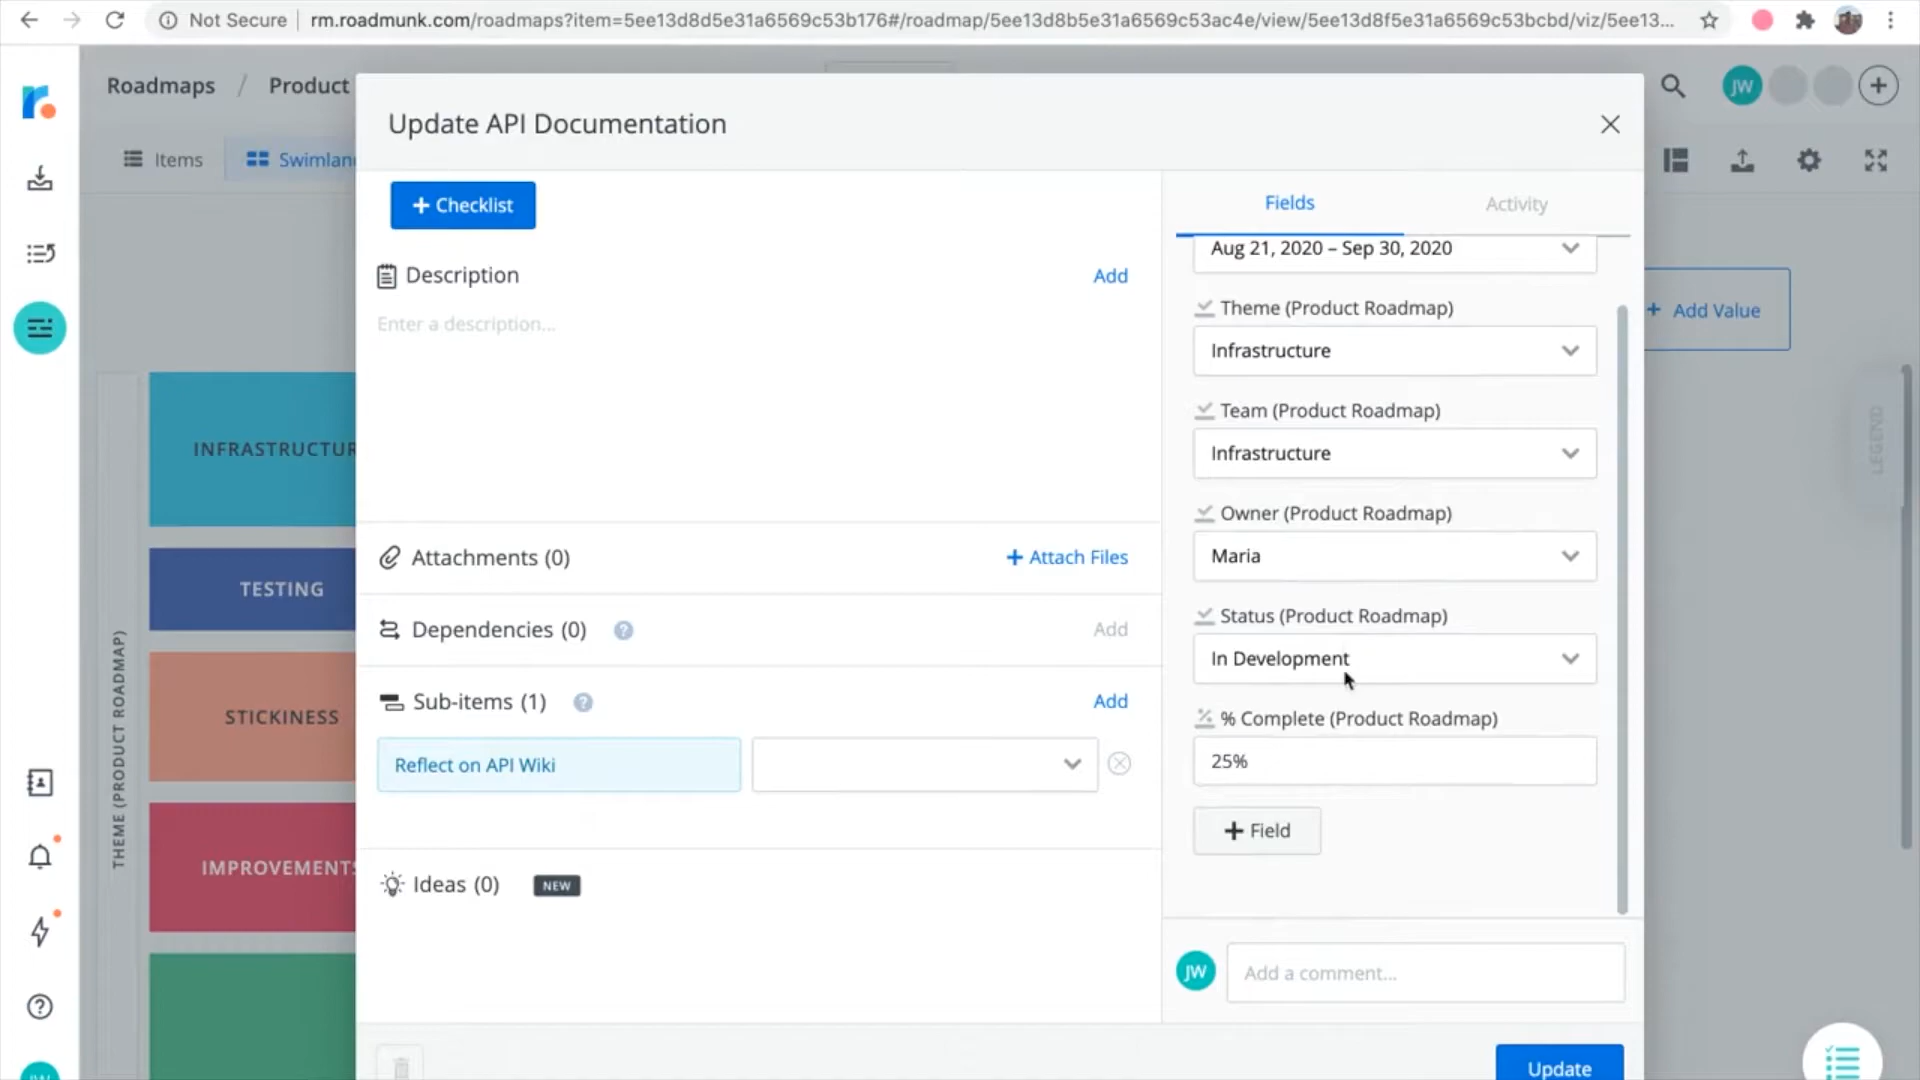 Not Secure
rm.roadmunk.com/roadmaps?item=5ee13d8d5e31a6569c53b176#/roadmap/5ee13d8b5e31a6569c53ac4e/view/5ee13d8f5e31a6569c53bcbd/viz/5ee13...
Roadmaps / Product
JW
Items
Swimlan
Update API Documentation
+ Checklist
Description
Add
Enter a description...
Attachments (0)
+ Attach Files
Dependencies (0)
?
Add
Sub-items (1)
?
Add
Reflect on API Wiki
Ideas (0)
NEW
Fields
Activity
Aug 21, 2020 – Sep 30, 2020
Theme (Product Roadmap)
Infrastructure
Team (Product Roadmap)
Infrastructure
Owner (Product Roadmap)
Maria
Status (Product Roadmap)
In Development
% Complete (Product Roadmap)
25%
+ Field
JW
Add a comment...
Update
+ Add Value
LEGEND
THEME (PRODUCT ROADMAP)
INFRASTRUCTUR
TESTING
STICKINESS
IMPROVEMENTS
JW